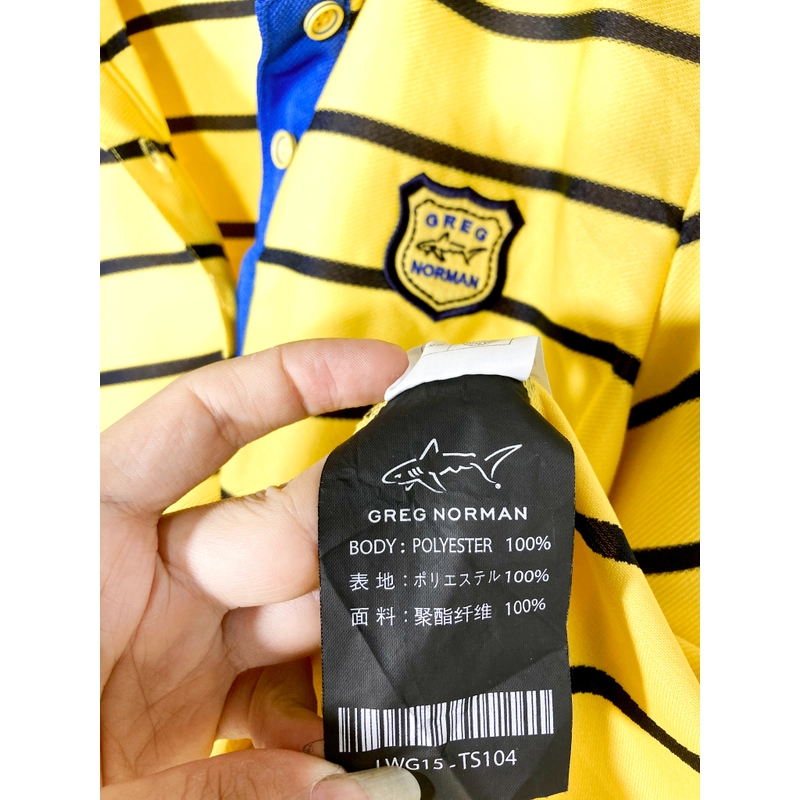 GREG
NORMAN
GREG NORMAN
BODY : POLYESTER 100%
表 地 : ポリエステル 100%
面 料 : 聚酯纤维 100%
LWG15 - TS104